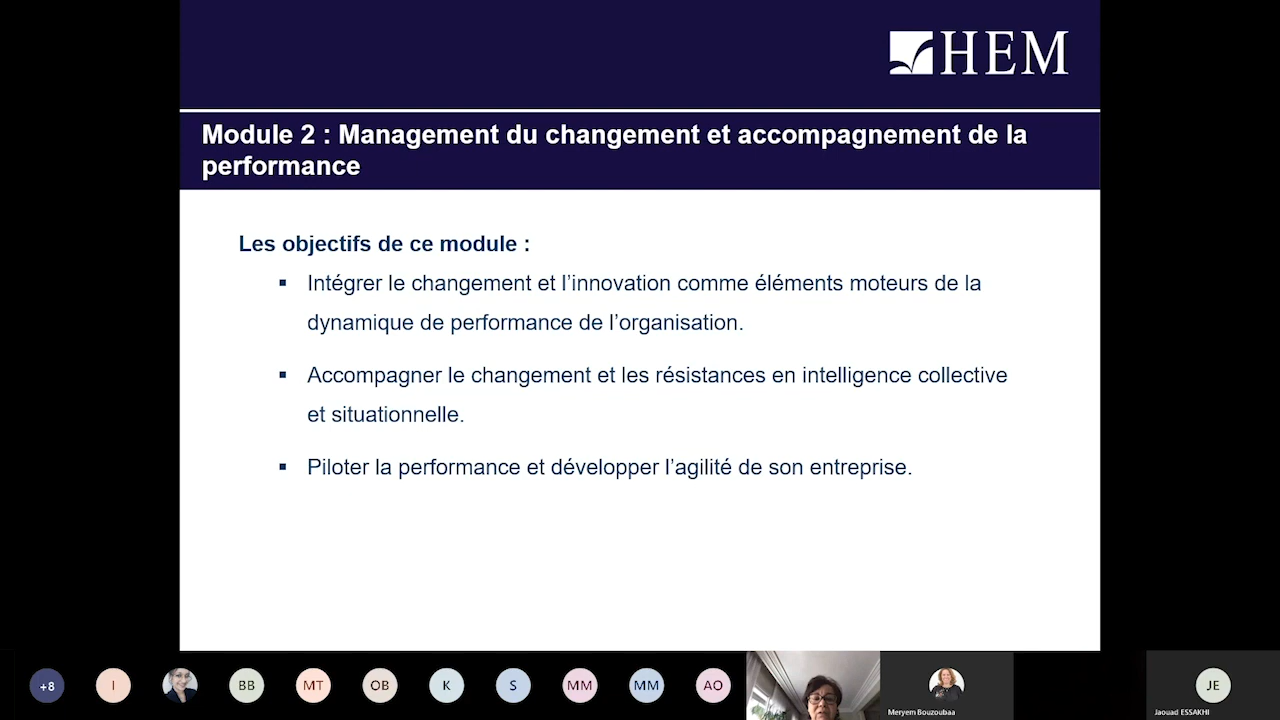 HEM
Module 2 : Management du changement et accompagnement de la
performance
Les objectifs de ce module :
▪ Intégrer le changement et l’innovation comme éléments moteurs de la
dynamique de performance de l’organisation.
▪ Accompagner le changement et les résistances en intelligence collective
et situationnelle.
▪ Piloter la performance et développer l’agilité de son entreprise.
+8 I BB MT OB K S MM MM AO JE
Meryem Bouzoubaa Jaouad ESSAKHI